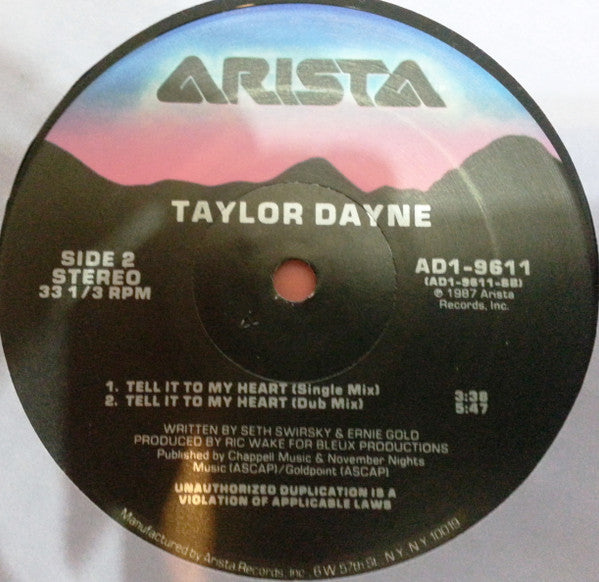 ARISTA
TAYLOR DAYNE
SIDE 2
STEREO
33 1/3 RPM
AD1-9611
(AD1-9611-SB)
℗ 1987 Arista
Records, Inc.
1. TELL IT TO MY HEART (Single Mix) 3:38
2. TELL IT TO MY HEART (Dub Mix) 5:47
WRITTEN BY SETH SWIRSKY & ERNIE GOLD
PRODUCED BY RIC WAKE FOR BLEUX PRODUCTIONS
Published by Chappell Music & November Nights
Music (ASCAP)/Goldpoint (ASCAP)
UNAUTHORIZED DUPLICATION IS A
VIOLATION OF APPLICABLE LAWS
Manufactured by Arista Records, Inc., 6 W. 57th St., N.Y., N.Y. 10019